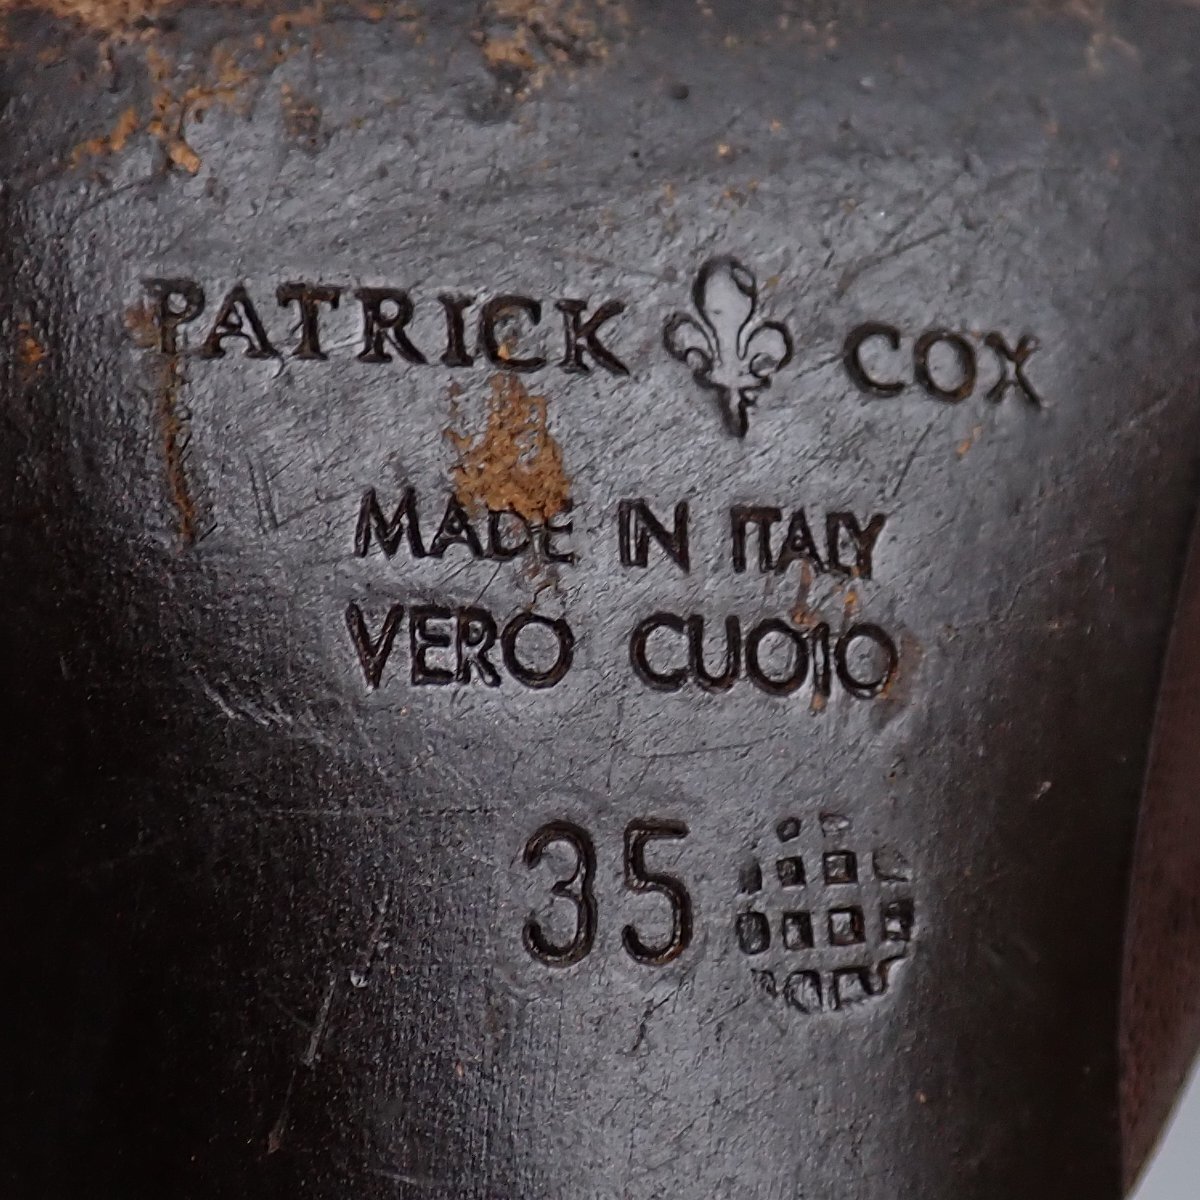 PATRICK COX
MADE IN ITALY
VERO CUOIO
35